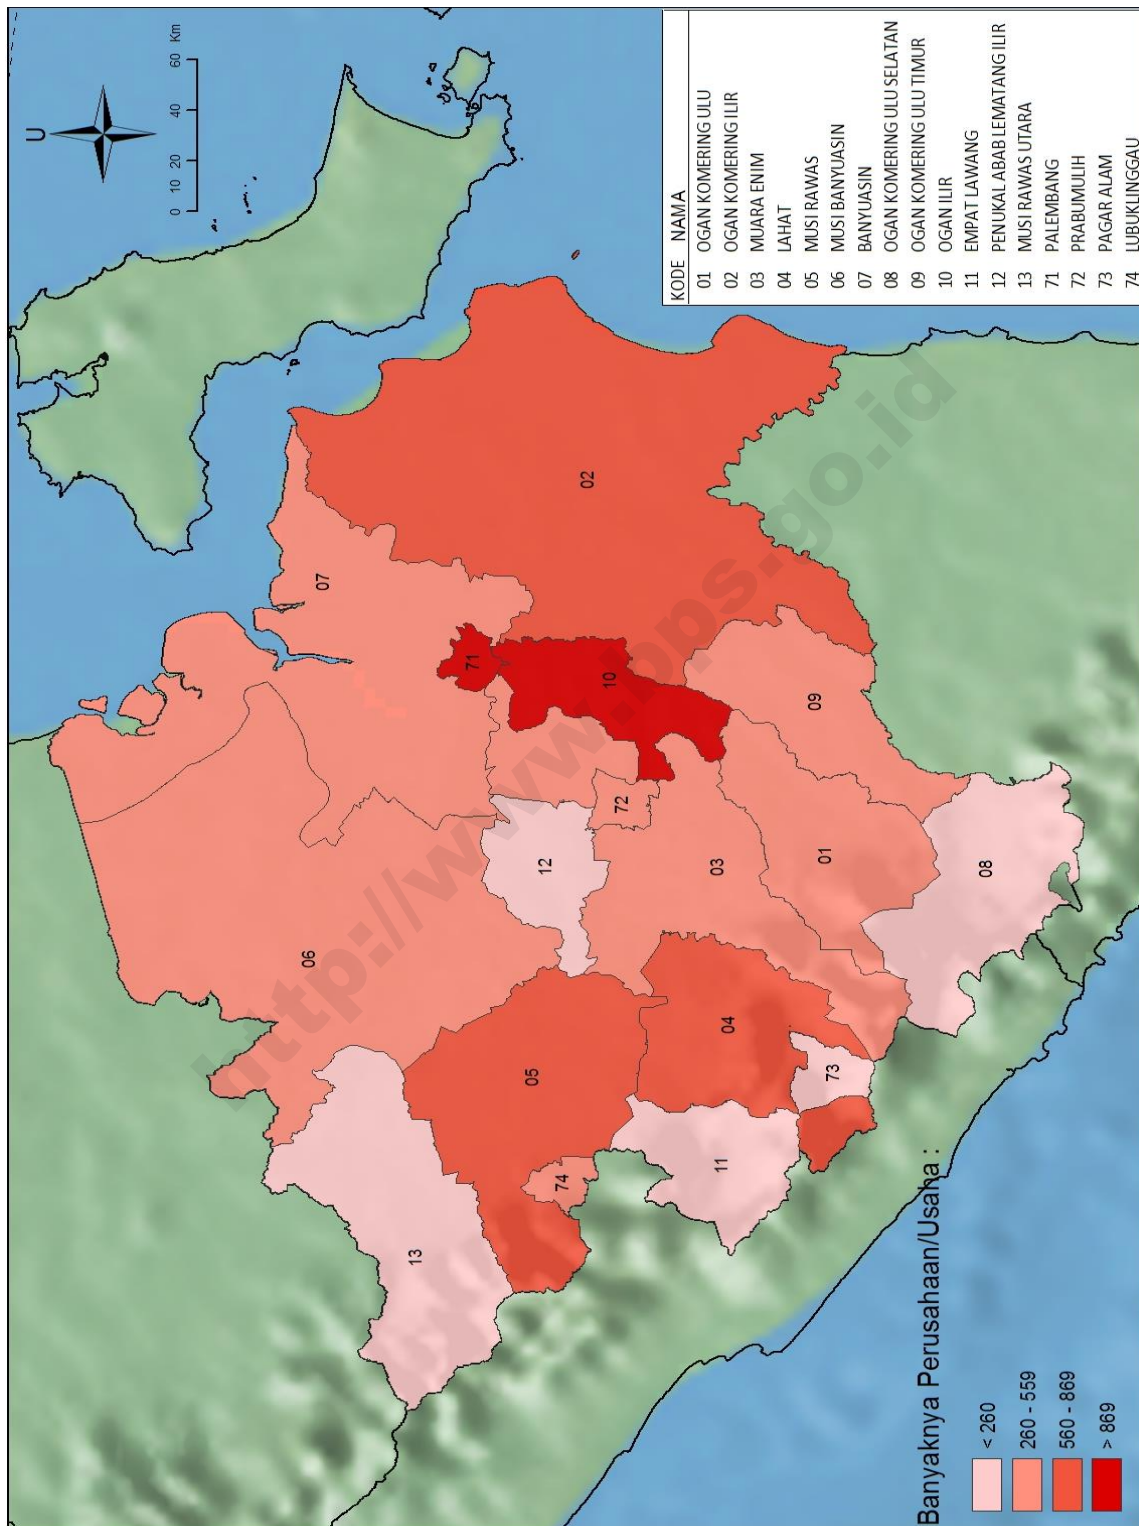 U
0 10 20 40 60 Km
KODE NAMA
01 OGAN KOMERING ULU
02 OGAN KOMERING ILIR
03 MUARA ENIM
04 LAHAT
05 MUSI RAWAS
06 MUSI BANYUASIN
07 BANYUASIN
08 OGAN KOMERING ULU SELATAN
09 OGAN KOMERING ULU TIMUR
10 OGAN ILIR
11 EMPAT LAWANG
12 PENUKAL ABAB LEMATANG ILIR
13 MUSI RAWAS UTARA
71 PALEMBANG
72 PRABUMULIH
73 PAGAR ALAM
74 LUBUKLINGGAU
13
06
07
05
74
12
71
10
02
72
11
04
03
73
01
09
08
http://www.bps.go.id
Banyaknya Perusahaan/Usaha :
< 260
260 - 559
560 - 869
> 869